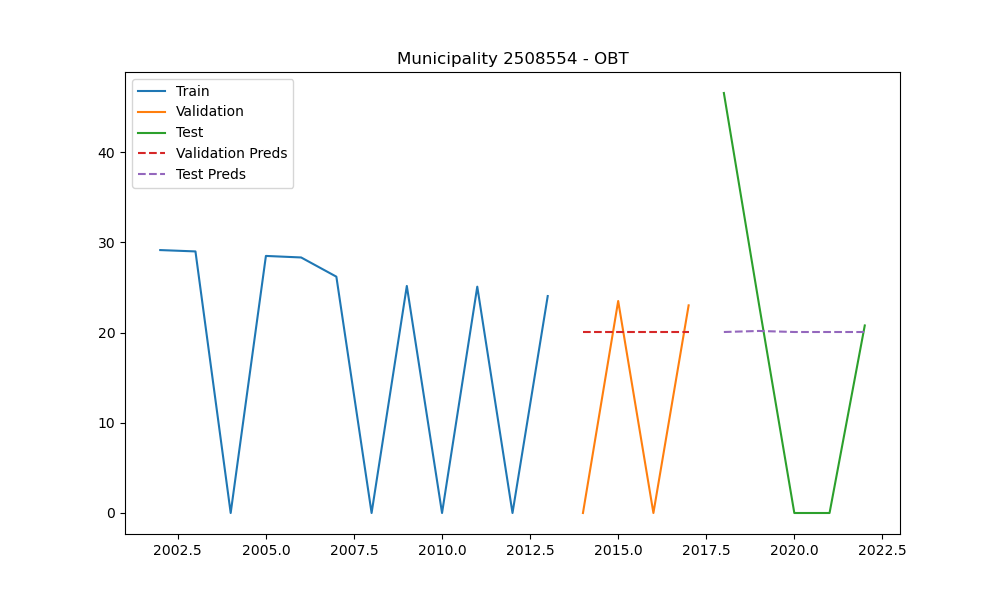 Municipality 2508554 - OBT
Train
Validation
Test
Validation Preds
Test Preds
40
30
20
10
0
2002.5 2005.0 2007.5 2010.0 2012.5 2015.0 2017.5 2020.0 2022.5